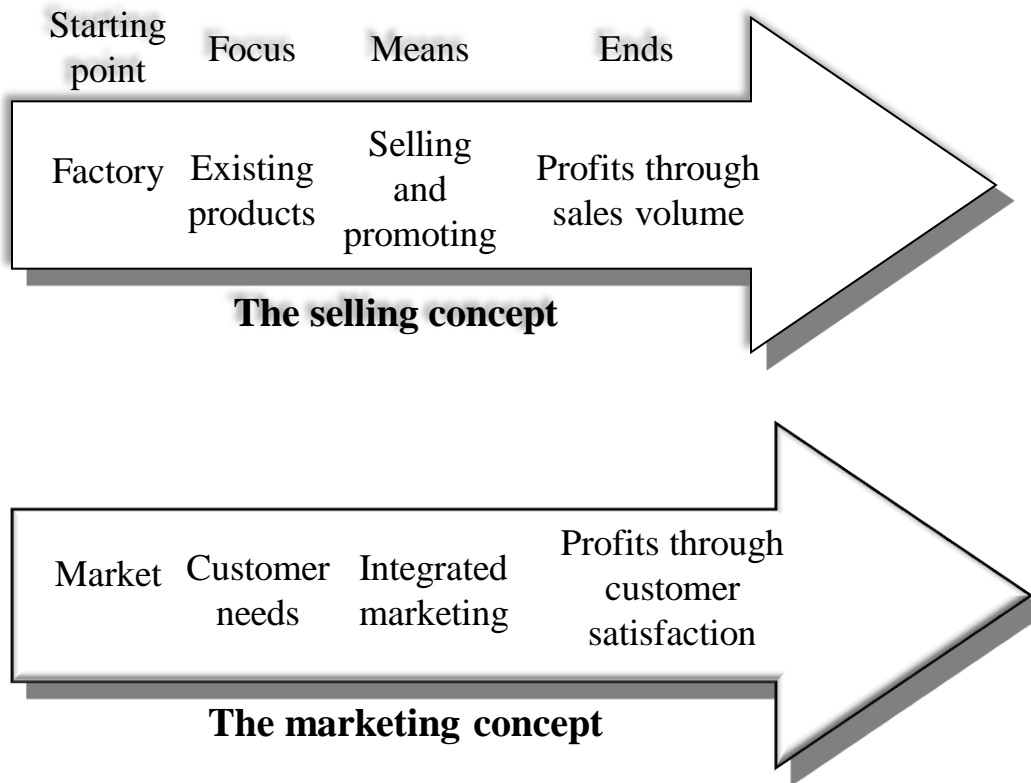 Starting
point
Focus
Means
Ends
Factory
Existing
products
Selling
and
promoting
Profits through
sales volume
The selling concept
Market
Customer
needs
Integrated
marketing
Profits through
customer
satisfaction
The marketing concept